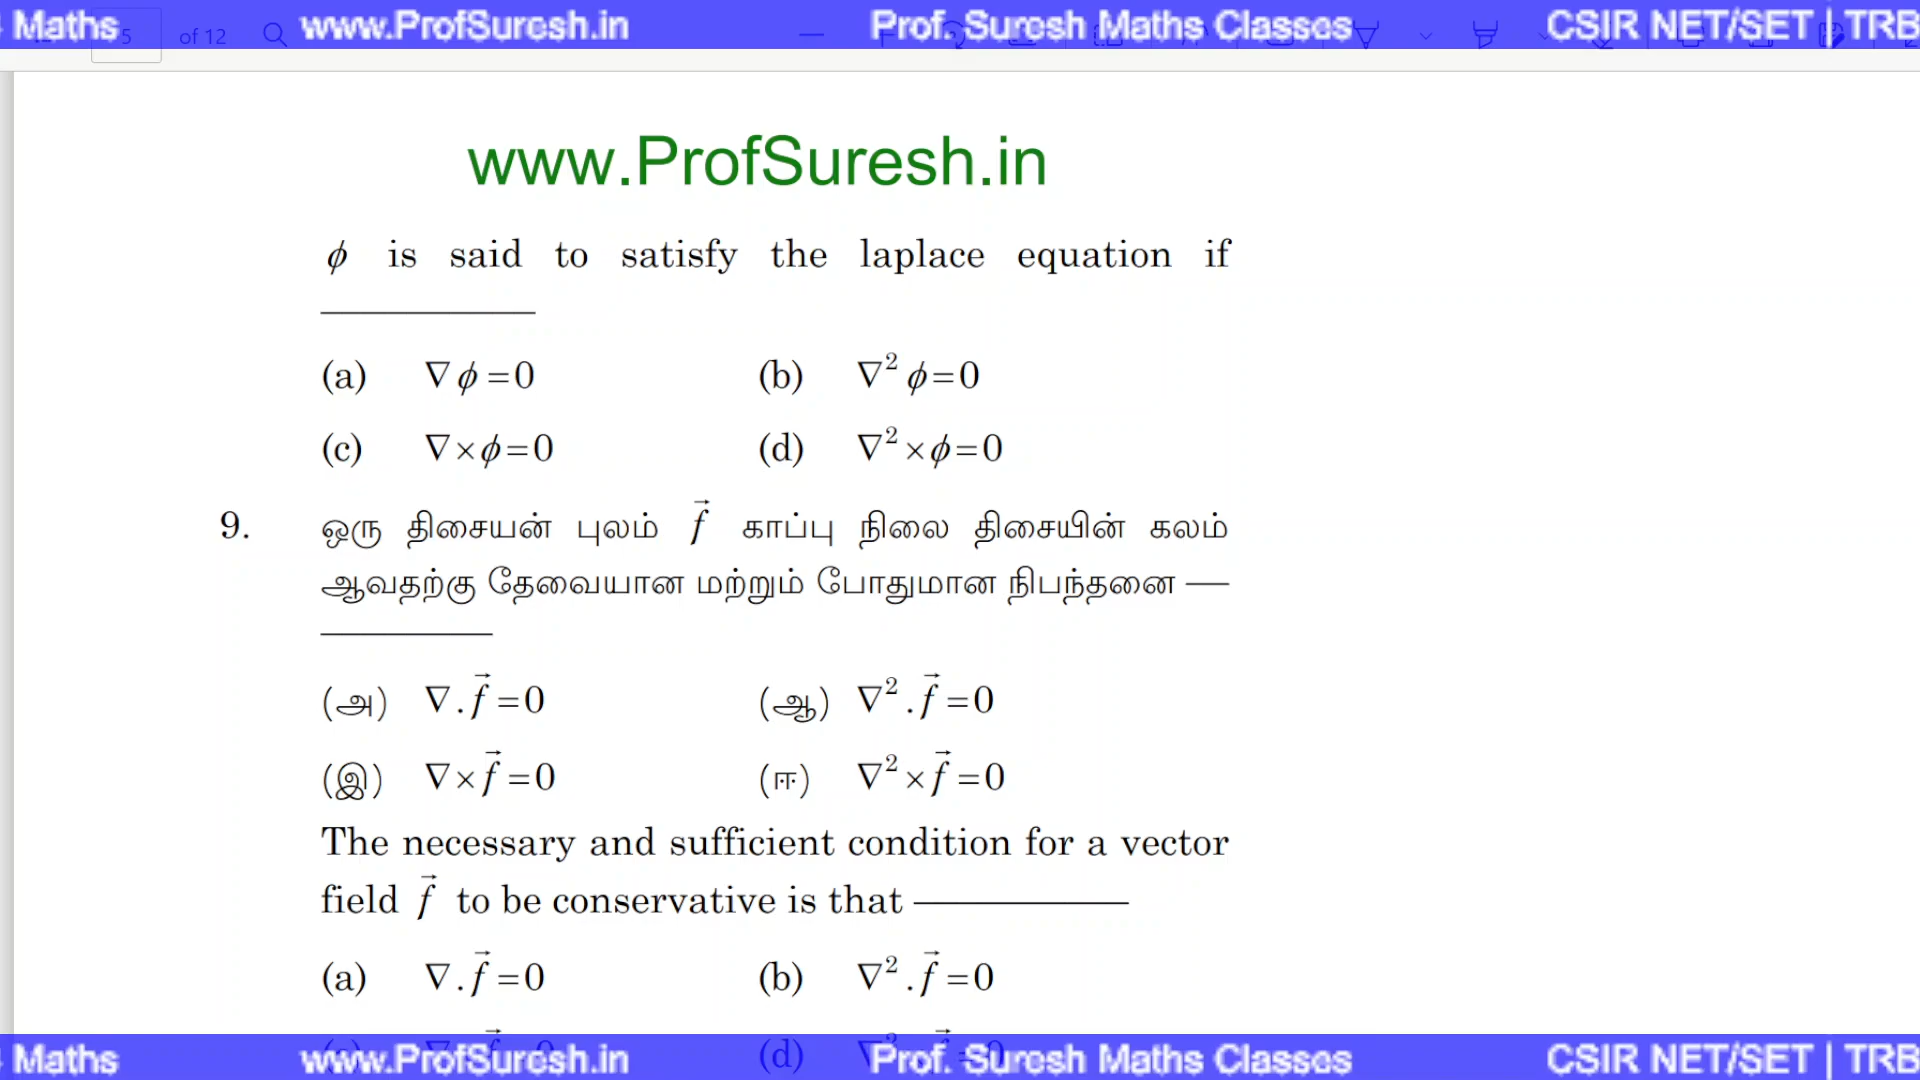 Maths www.ProfSuresh.in Prof. Suresh Maths Classes CSIR NET/SET | TRB
5 of 12
www.ProfSuresh.in
ϕ is said to satisfy the laplace equation if
(a) ∇ϕ=0 (b) ∇² ϕ=0
(c) ∇×ϕ=0 (d) ∇²×ϕ=0
9. ஒரு திசையன் புலம் f⃗ காப்பு நிலை திசையின் கலம்
ஆவதற்கு தேவையான மற்றும் போதுமான நிபந்தனை —
(அ) ∇.f⃗=0 (ஆ) ∇².f⃗=0
(இ) ∇×f⃗=0 (ஈ) ∇²×f⃗=0
The necessary and sufficient condition for a vector
field f⃗ to be conservative is that
(a) ∇.f⃗=0 (b) ∇².f⃗=0
(d)
Maths www.ProfSuresh.in Prof. Suresh Maths Classes CSIR NET/SET | TRB